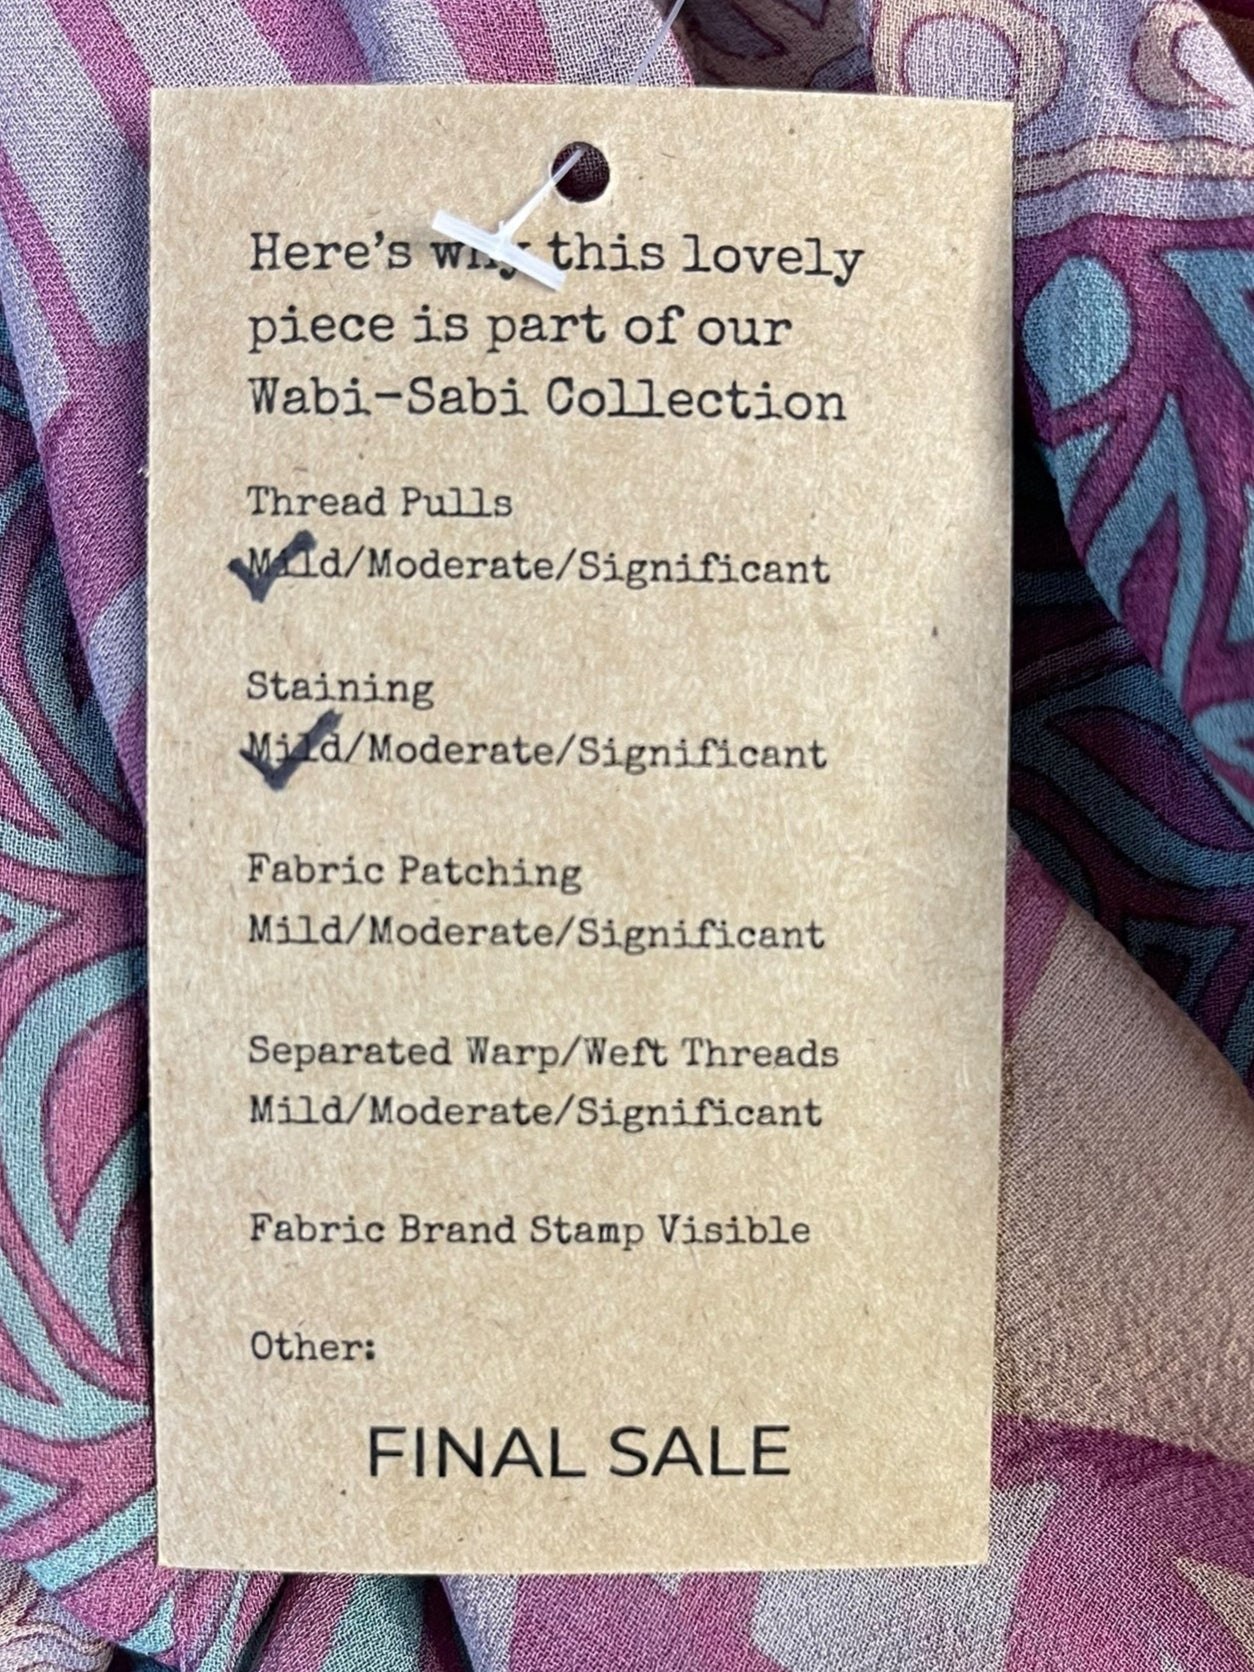 Here's why this lovely
piece is part of our
Wabi-Sabi Collection
Thread Pulls
Mild/Moderate/Significant
Staining
Mild/Moderate/Significant
Fabric Patching
Mild/Moderate/Significant
Separated Warp/Weft Threads
Mild/Moderate/Significant
Fabric Brand Stamp Visible
Other:
FINAL SALE